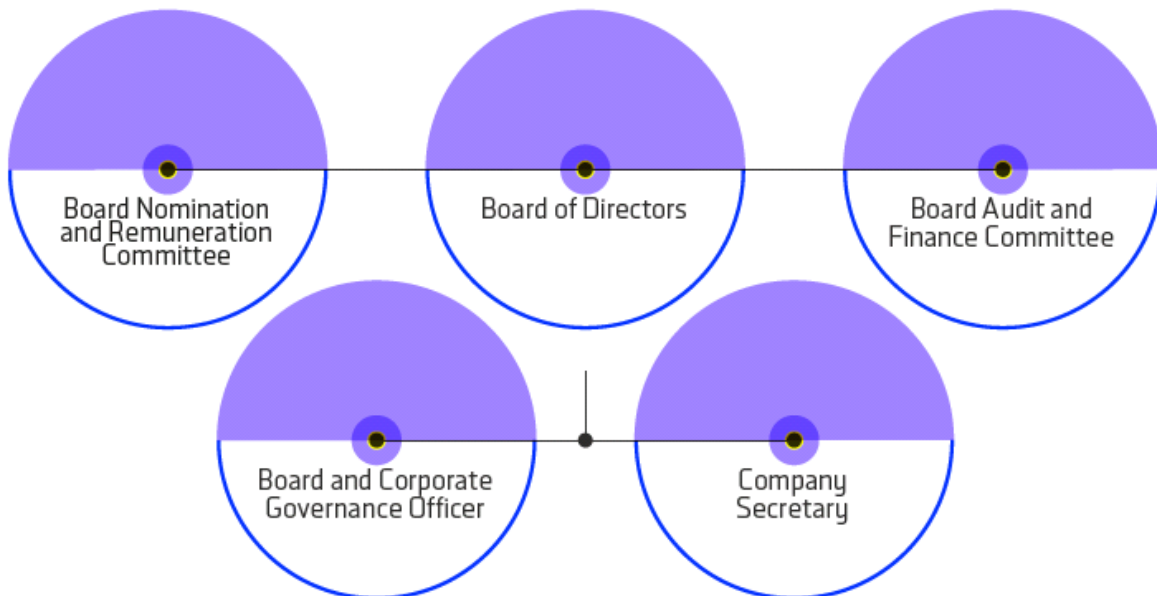 Board Nomination
and Remuneration
Committee
Board of Directors
Board Audit and
Finance Committee
Board and Corporate
Governance Officer
Company
Secretary